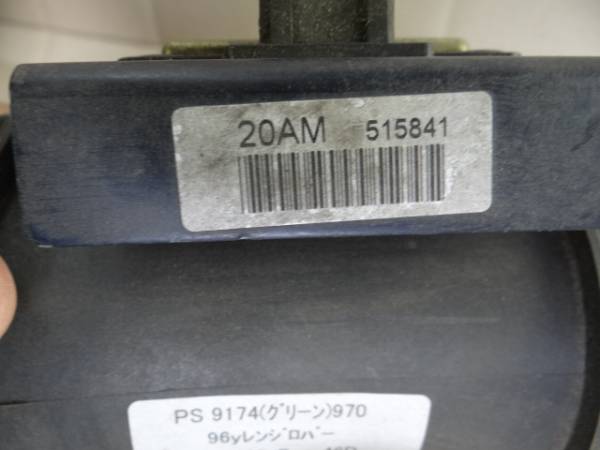 20AM 515841
PS 9174(ｸﾞﾘｰﾝ)970
96yﾚﾝｼﾞﾛﾊﾞｰ